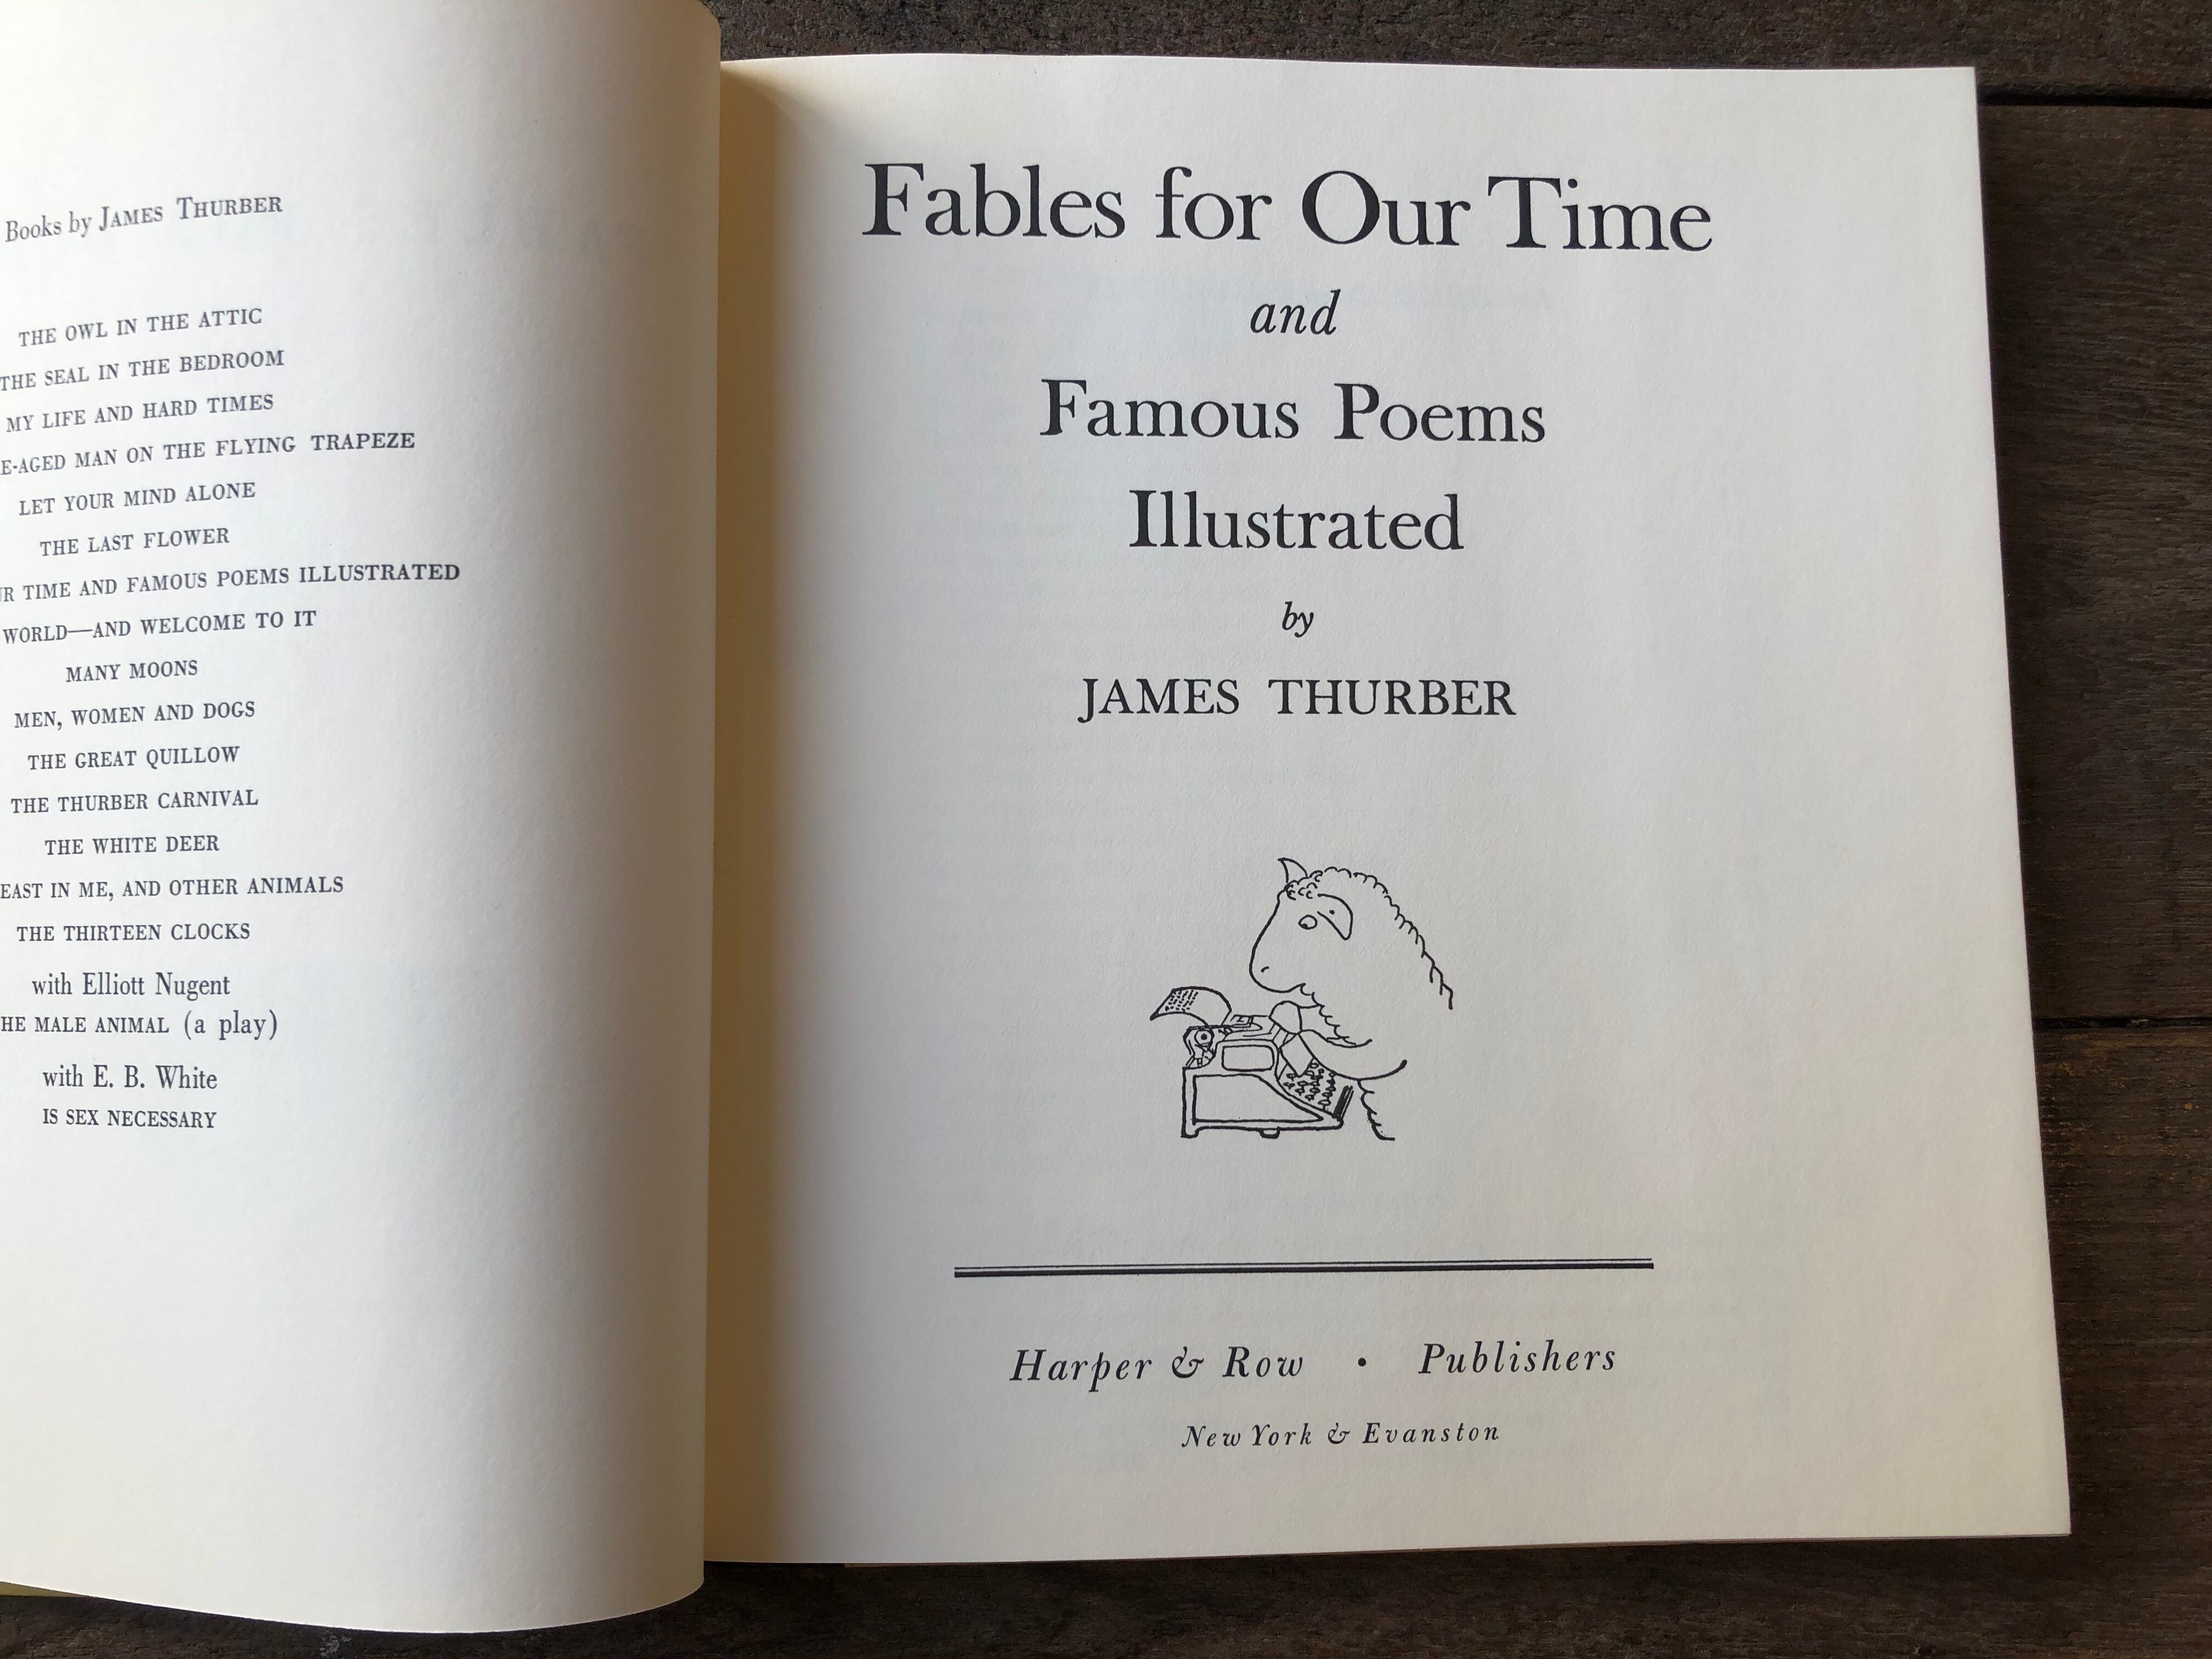 Books by JAMES THURBER
THE OWL IN THE ATTIC
THE SEAL IN THE BEDROOM
MY LIFE AND HARD TIMES
E-AGED MAN ON THE FLYING TRAPEZE
LET YOUR MIND ALONE
THE LAST FLOWER
R TIME AND FAMOUS POEMS ILLUSTRATED
WORLD—AND WELCOME TO IT
MANY MOONS
MEN, WOMEN AND DOGS
THE GREAT QUILLOW
THE THURBER CARNIVAL
THE WHITE DEER
EAST IN ME, AND OTHER ANIMALS
THE THIRTEEN CLOCKS
with Elliott Nugent
HE MALE ANIMAL (a play)
with E. B. White
IS SEX NECESSARY
Fables for Our Time
and
Famous Poems
Illustrated
by
JAMES THURBER
Harper & Row • Publishers
New York & Evanston